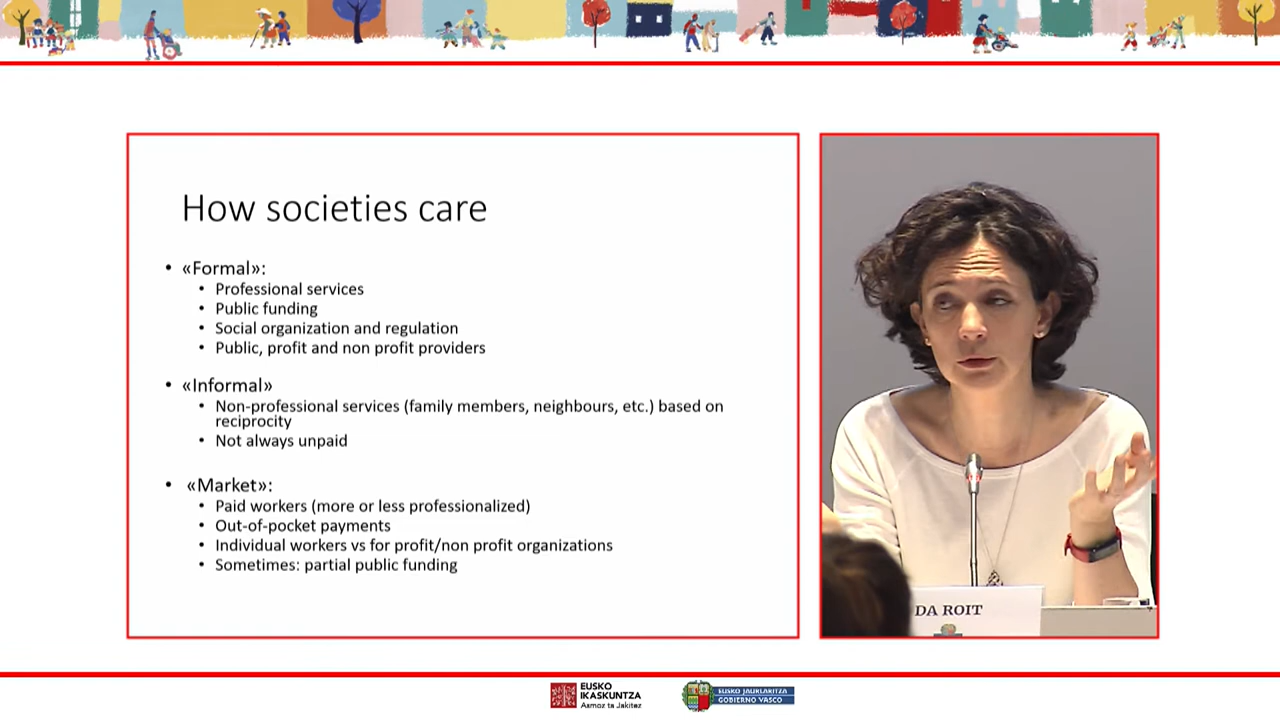 How societies care
• «Formal»:
• Professional services
• Public funding
• Social organization and regulation
• Public, profit and non profit providers
• «Informal»
• Non-professional services (family members, neighbours, etc.) based on
reciprocity
• Not always unpaid
• «Market»:
• Paid workers (more or less professionalized)
• Out-of-pocket payments
• Individual workers vs for profit/non profit organizations
• Sometimes: partial public funding
DA ROIT
EUSKO
IKASKUNTZA
Asmoz ta Jakitez
EUSKO JAURLARITZA
GOBIERNO VASCO